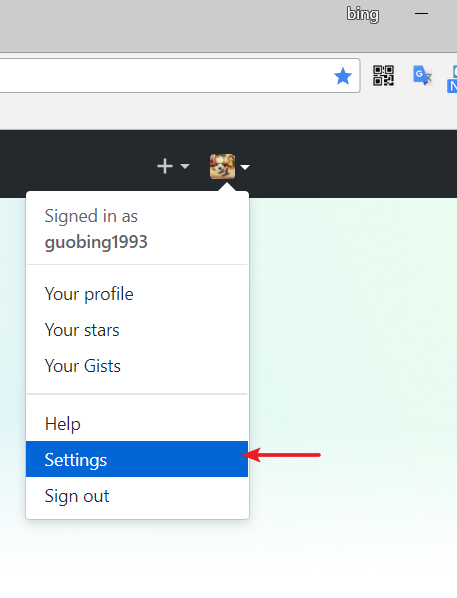 bing
Signed in as
guobing1993
Your profile
Your stars
Your Gists
Help
Settings
Sign out